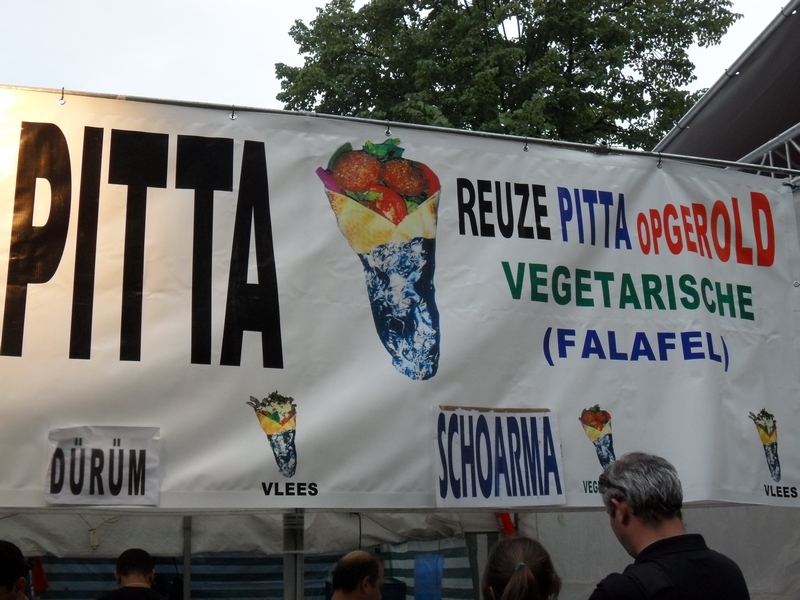 PITTA
REUZE PITTA OPGEROLD
VEGETARISCHE
(FALAFEL)
DÜRÜM
VLEES
SCHOARMA
VLEES